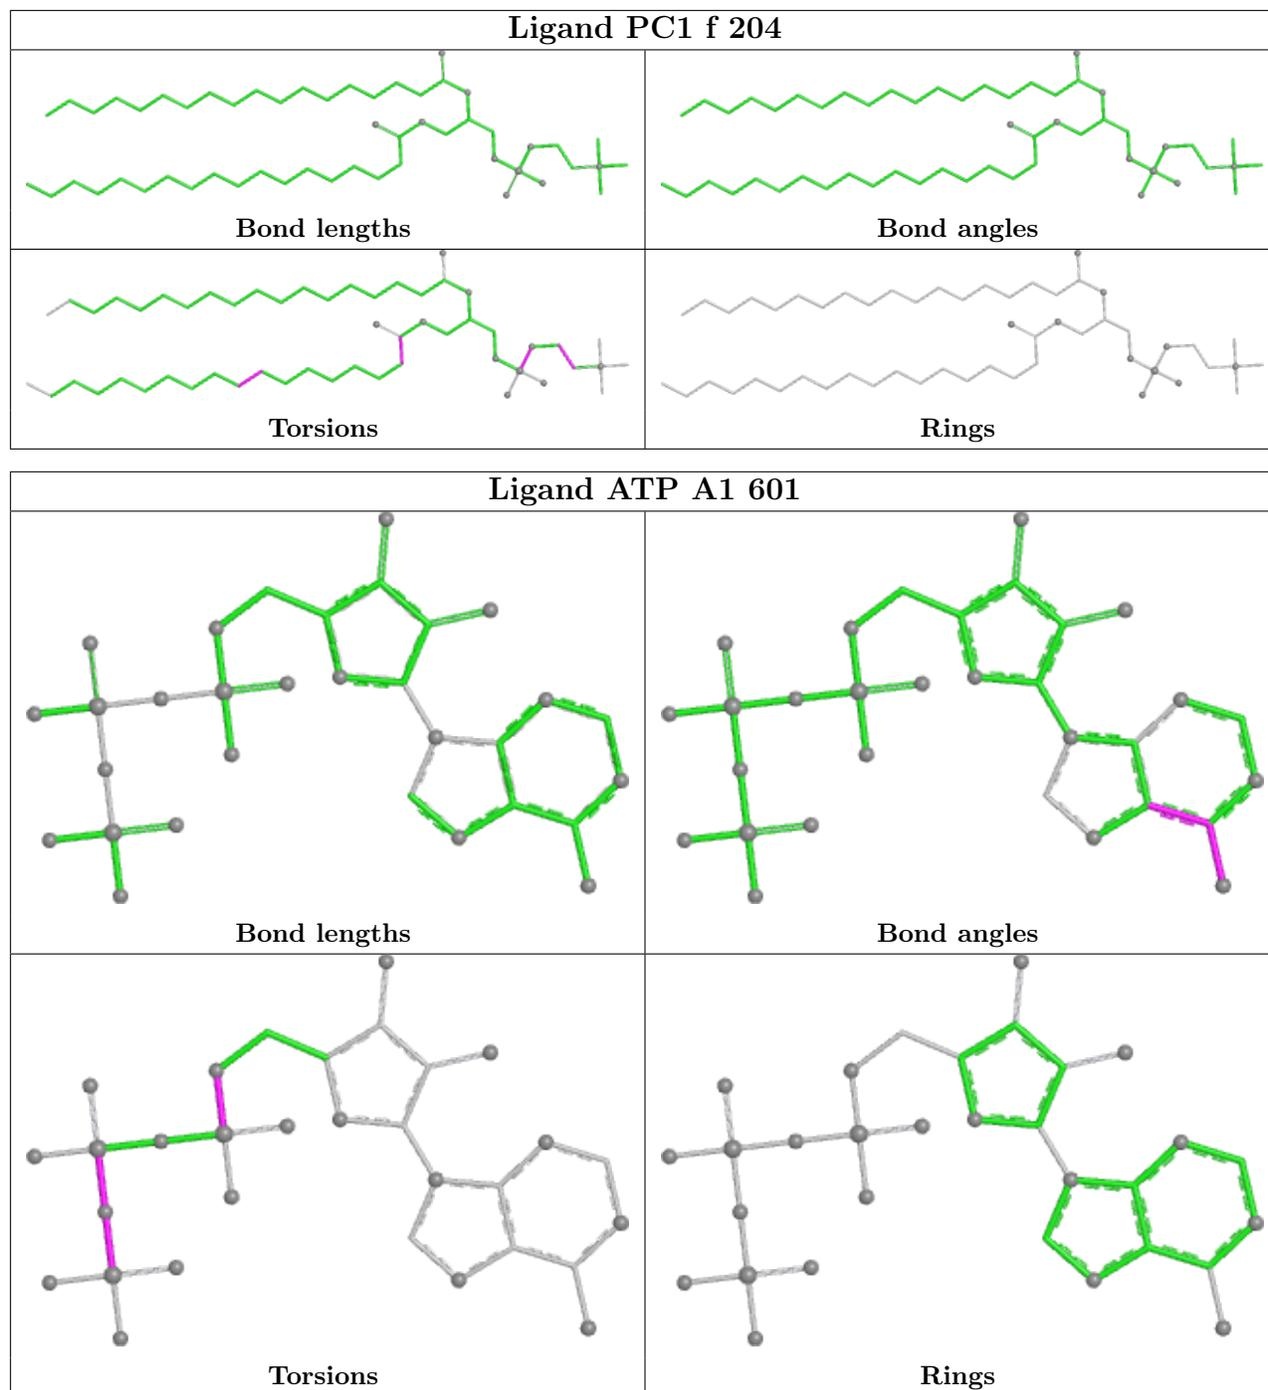 Ligand PC1 f 204
Bond lengths
Bond angles
Torsions
Rings
Ligand ATP A1 601
Bond lengths
Bond angles
Torsions
Rings